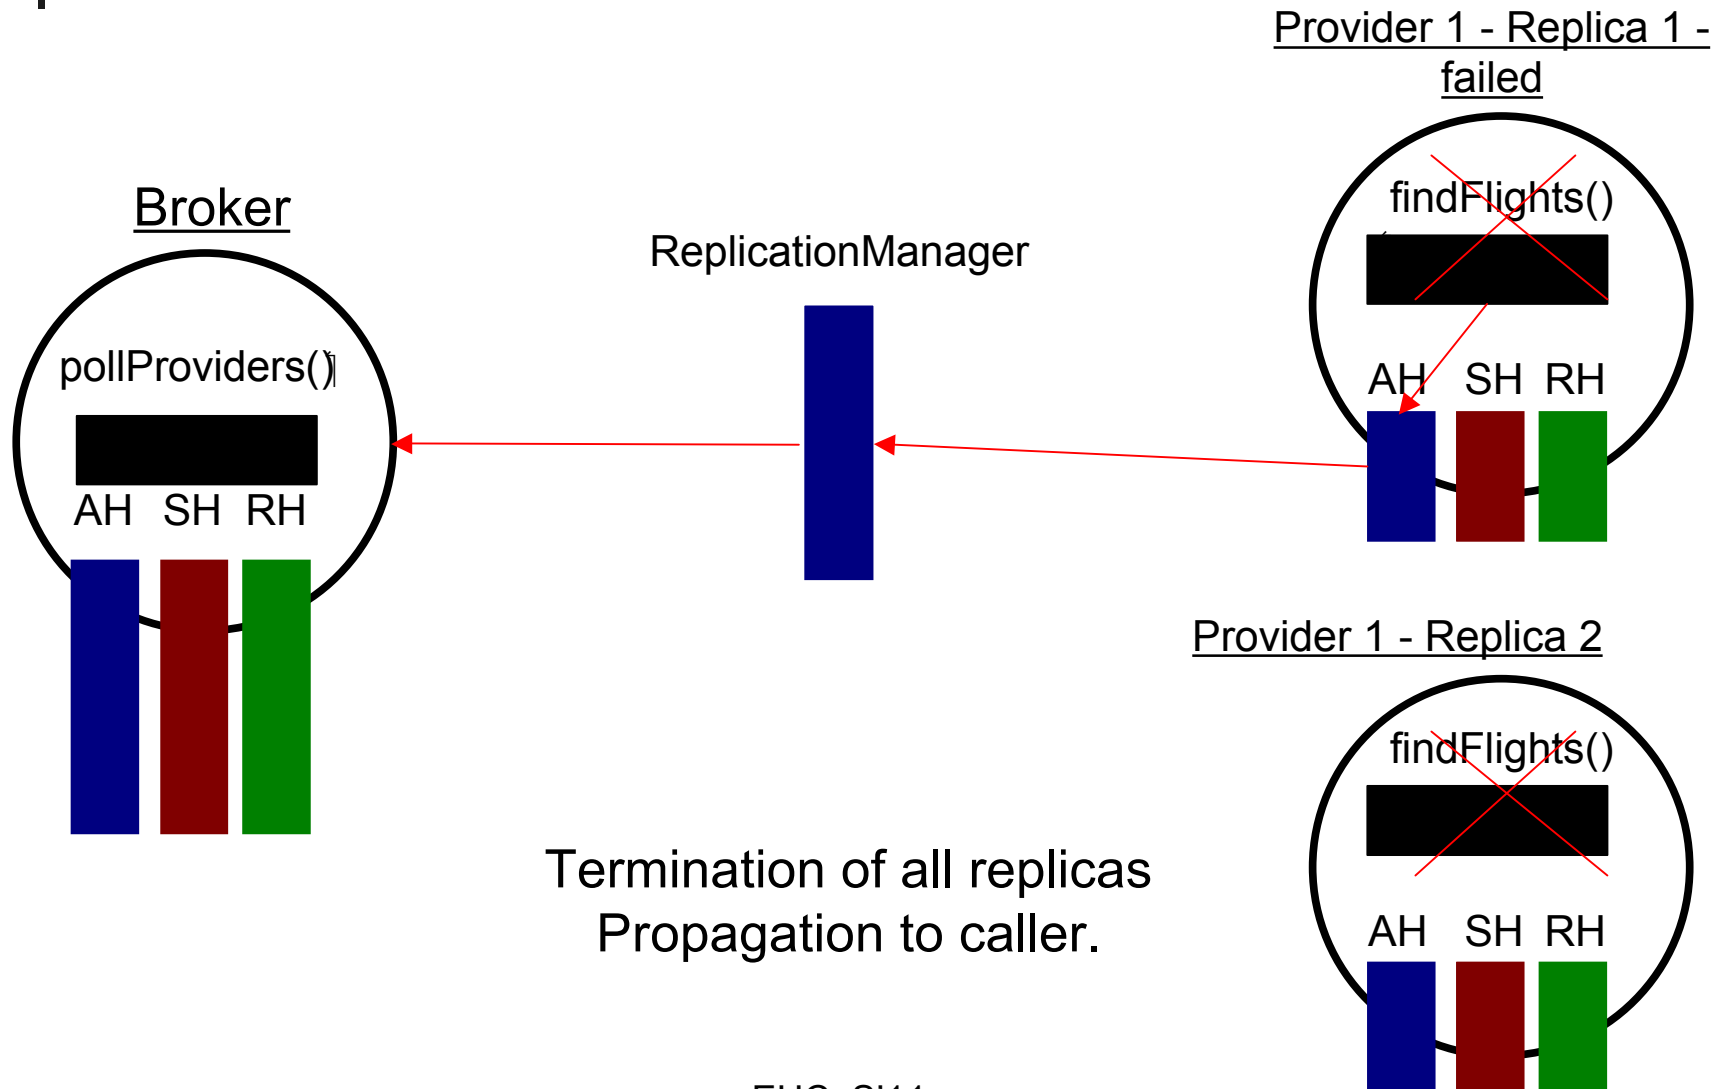 Provider 1 - Replica 1 -
failed
Broker
ReplicationManager
findFlights()
pollProviders()
AH SH RH
AH SH RH
Provider 1 - Replica 2
findFlights()
Termination of all replicas
Propagation to caller.
AH SH RH